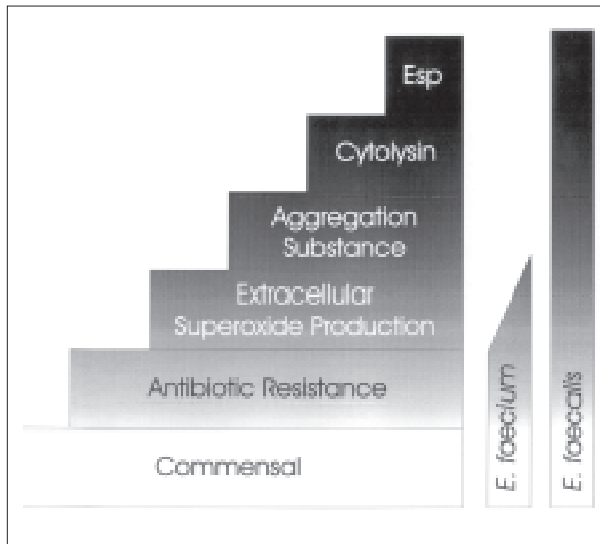 Esp
Cytolysin
Aggregation
Substance
Extracellular
Superoxide Production
Antibiotic Resistance
Commensal
E. faecium
E. faecalis